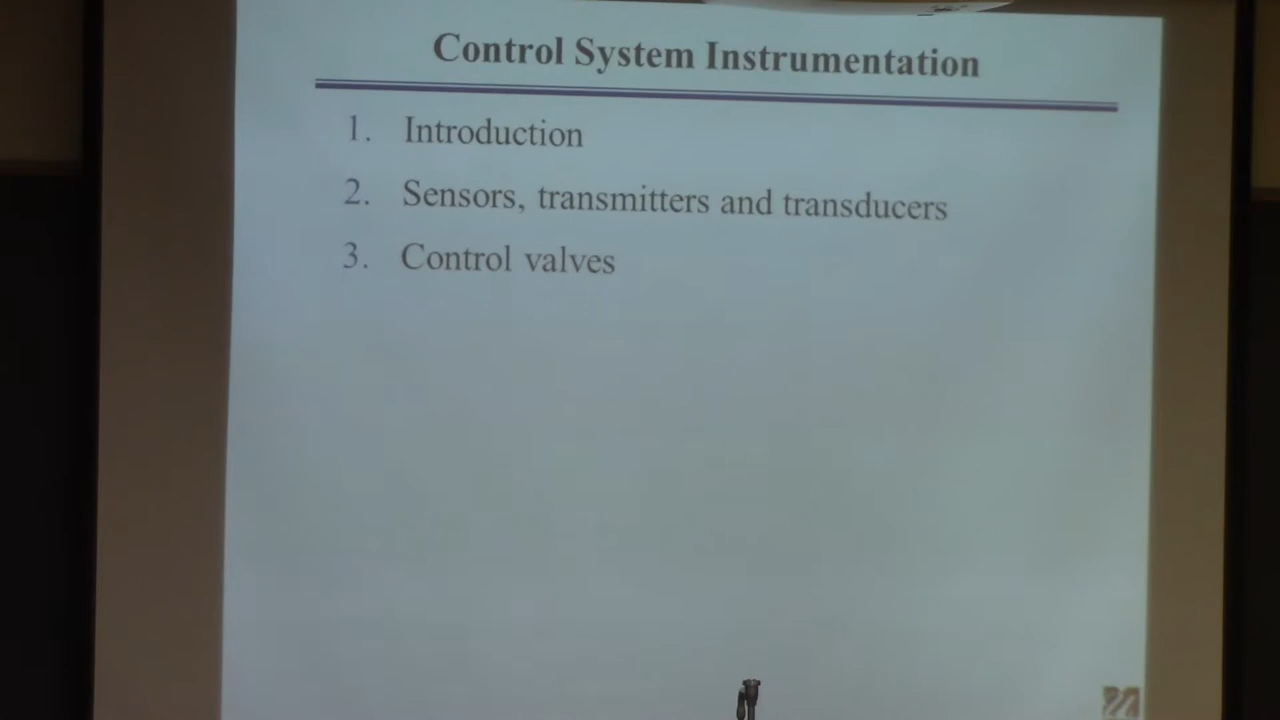 Control System Instrumentation
1. Introduction
2. Sensors, transmitters and transducers
3. Control valves